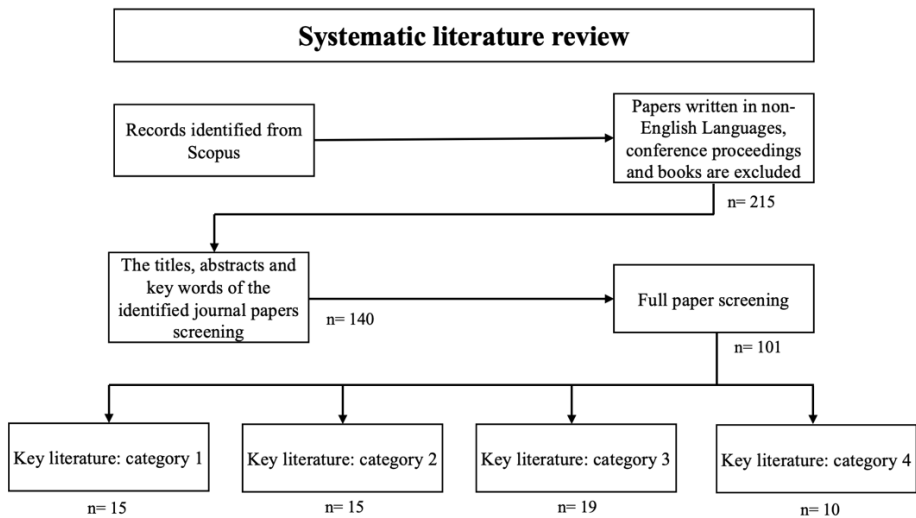 Systematic literature review
Records identified from
Scopus
Papers written in non-
English Languages,
conference proceedings
and books are excluded
n= 215
The titles, abstracts and
key words of the
identified journal papers
screening
n= 140
Full paper screening
n= 101
Key literature: category 1
n= 15
Key literature: category 2
n= 15
Key literature: category 3
n= 19
Key literature: category 4
n= 10